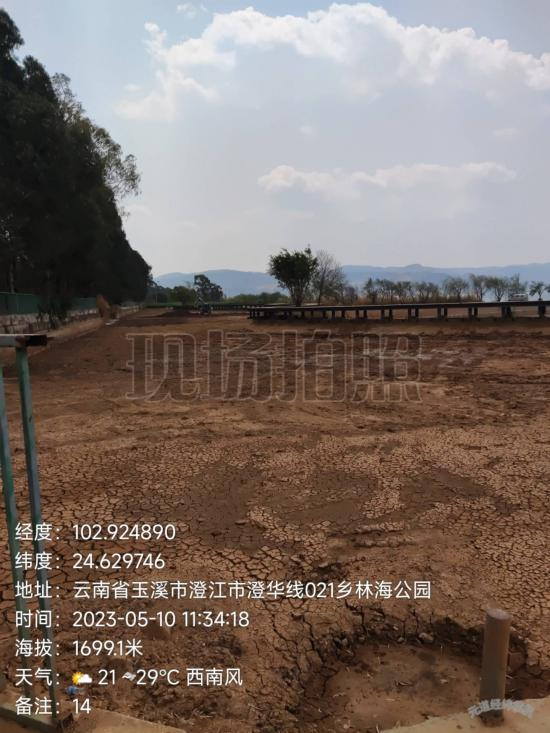 现场拍照
经度：102.924890
纬度：24.629746
地址：云南省玉溪市澄江市澄华线021乡林海公园
时间：2023-05-10 11:34:18
海拔：1699.1米
天气：21~29℃ 西南风
备注：14